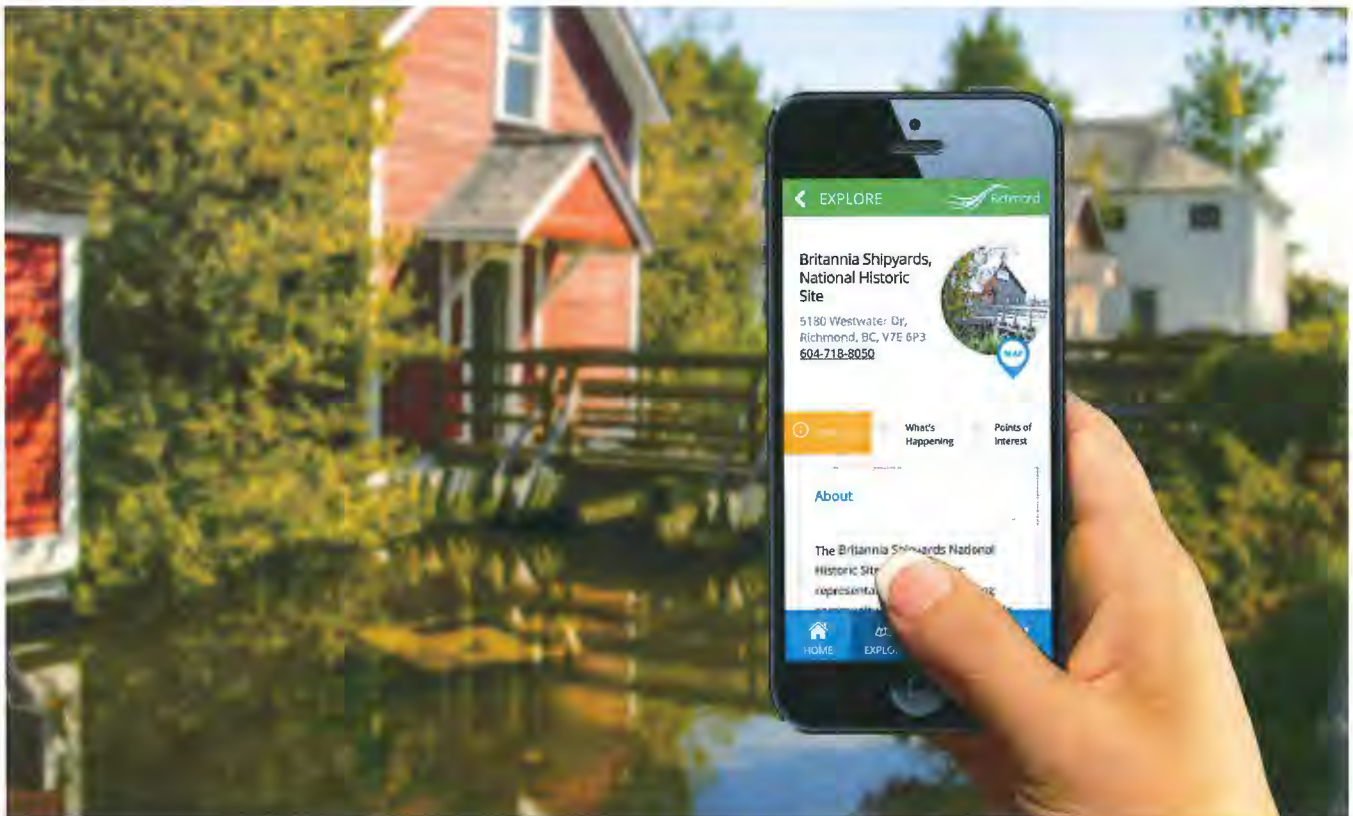 EXPLORE
Richmond
Britannia Shipyards,
National Historic
Site
5180 Westwater Dr,
Richmond, BC, V7E 6P3
604-718-8050
MAP
What's
Happening
Points of
Interest
About
The Britannia Shipyards National
Historic Site
HOME